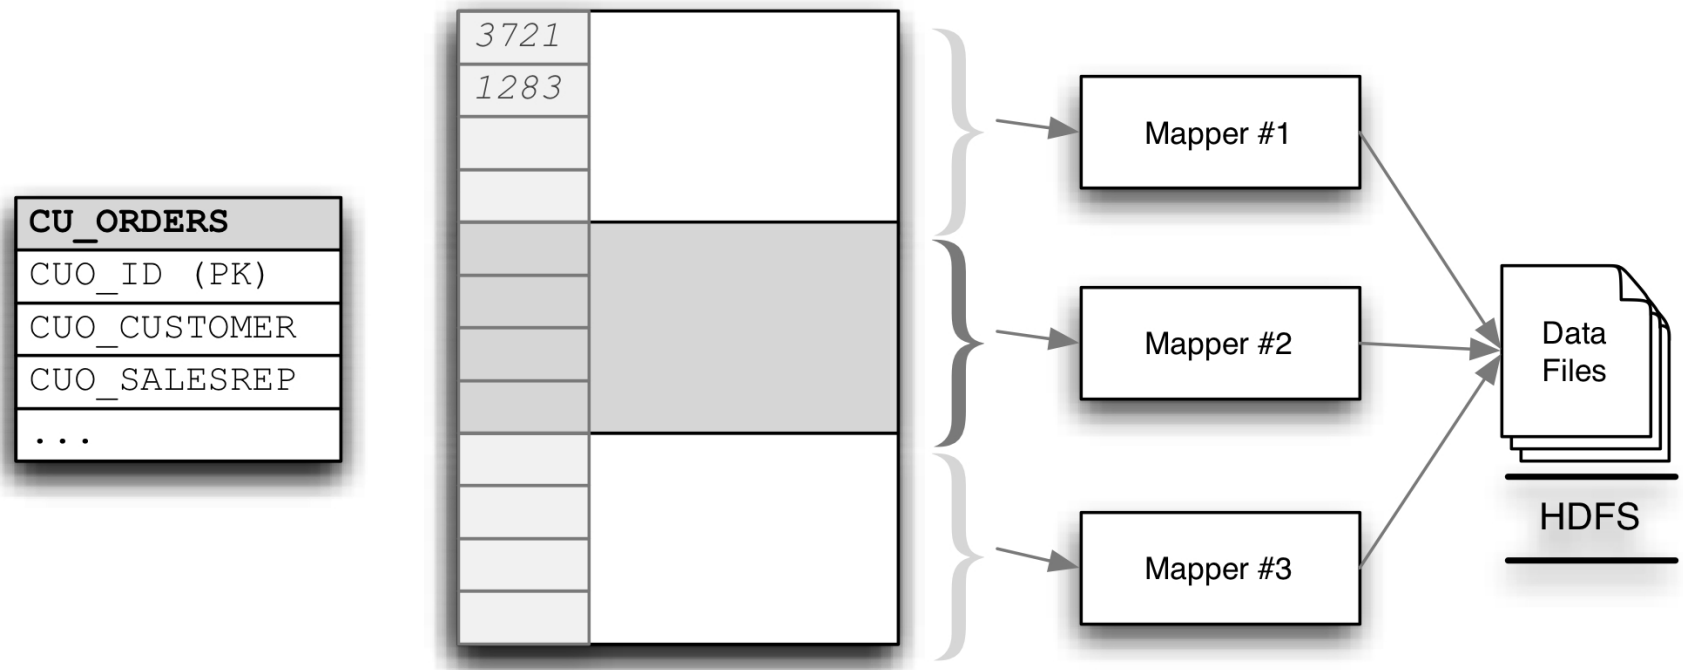 CU_ORDERS
CUO_ID (PK)
CUO_CUSTOMER
CUO_SALESREP
...
3721
1283
Mapper #1
Mapper #2
Mapper #3
Data
Files
HDFS